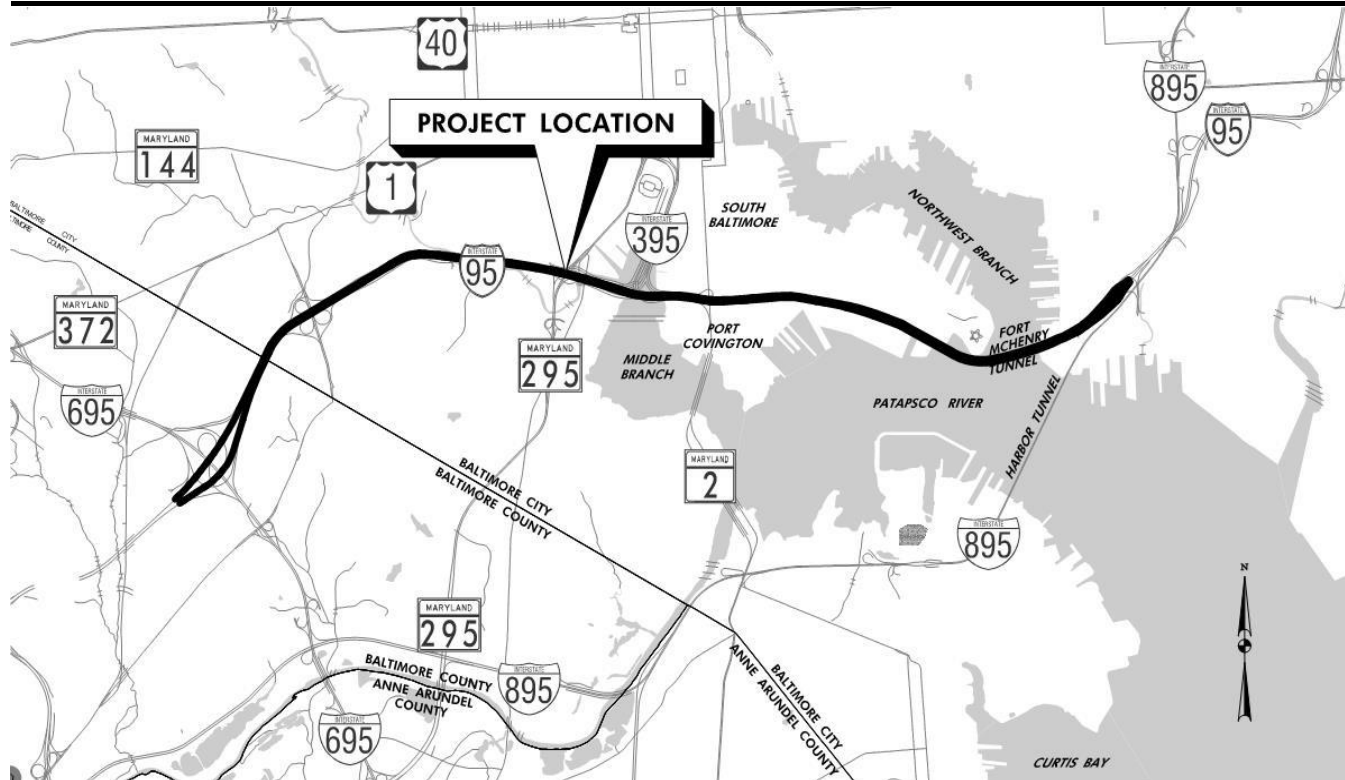 40
INTERSTATE
895
INTERSTATE
95
PROJECT LOCATION
MARYLAND
144
1
BALTIMORE CITY
COUNTY
INTERSTATE
395
SOUTH
BALTIMORE
NORTHWEST BRANCH
INTERSTATE
95
MARYLAND
372
MARYLAND
295
PORT
COVINGTON
FORT
MCHENRY
TUNNEL
MIDDLE
BRANCH
INTERSTATE
695
PATAPSCO RIVER
HARBOR TUNNEL
MARYLAND
2
BALTIMORE CITY
BALTIMORE COUNTY
INTERSTATE
895
N
MARYLAND
295
BALTIMORE COUNTY
ANNE ARUNDEL
COUNTY
INTERSTATE
895
BALTIMORE CITY
ANNE ARUNDEL COUNTY
INTERSTATE
695
CURTIS BAY